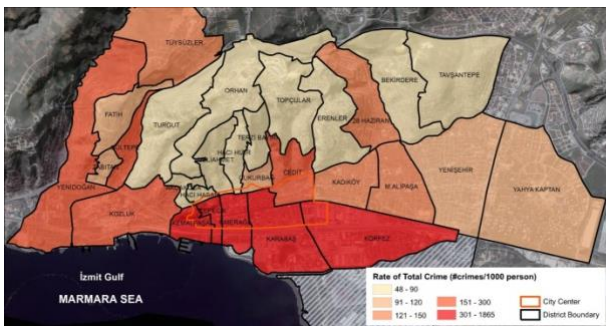 TÜYSÜZLER
TAVŞANTEPE
BEKİRDERE
ORHAN
TOPÇULAR
FATİH
ERENLER
28 HAZİRAN
TURGUT
YENİŞEHİR
CEDİT
KADIKÖY
M.ALİPAŞA
YENİDOĞAN
YAHYA KAPTAN
KOZLUK
KARABAŞ
KÖRFEZ
İzmit Gulf
MARMARA SEA
Rate of Total Crime (#crimes/1000 person)
48 - 90
91 - 120
121 - 150
151 - 300
301 - 1865
City Center
District Boundary